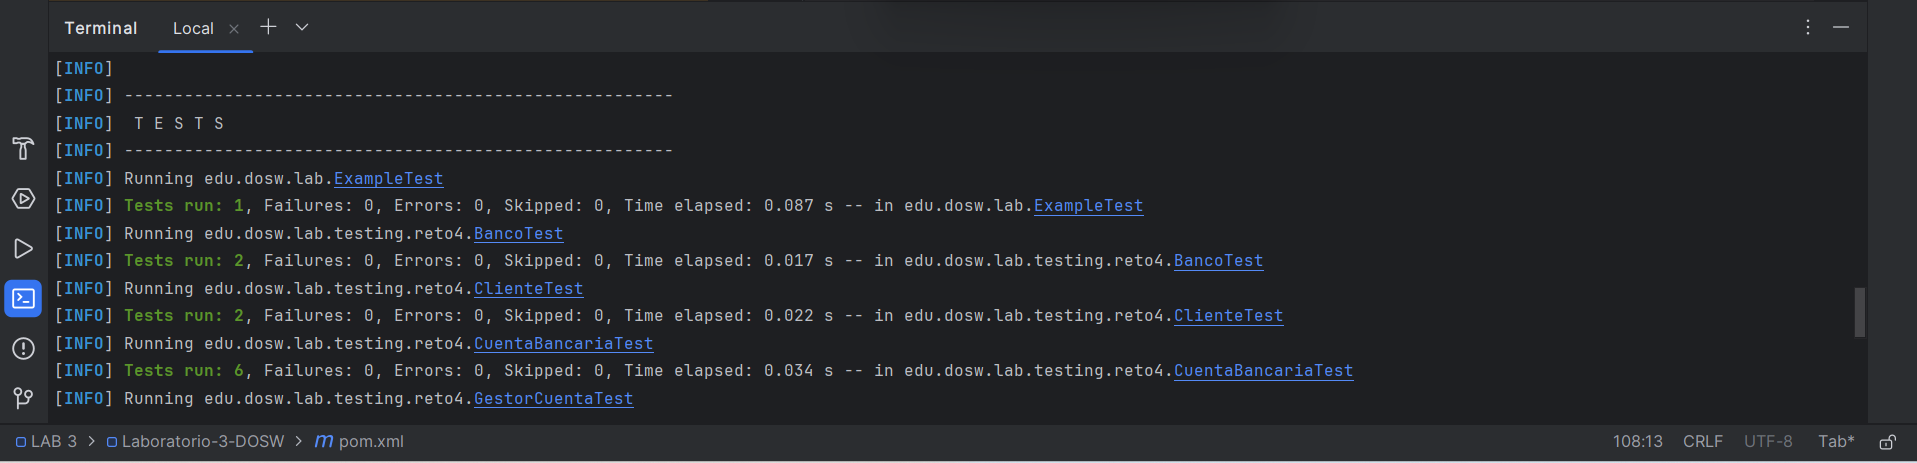 Terminal Local
[INFO]
[INFO] -------------------------------------------------------
[INFO]  T E S T S
[INFO] -------------------------------------------------------
[INFO] Running edu.dosw.lab.ExampleTest
[INFO] Tests run: 1, Failures: 0, Errors: 0, Skipped: 0, Time elapsed: 0.087 s -- in edu.dosw.lab.ExampleTest
[INFO] Running edu.dosw.lab.testing.reto4.BancoTest
[INFO] Tests run: 2, Failures: 0, Errors: 0, Skipped: 0, Time elapsed: 0.017 s -- in edu.dosw.lab.testing.reto4.BancoTest
[INFO] Running edu.dosw.lab.testing.reto4.ClienteTest
[INFO] Tests run: 2, Failures: 0, Errors: 0, Skipped: 0, Time elapsed: 0.022 s -- in edu.dosw.lab.testing.reto4.ClienteTest
[INFO] Running edu.dosw.lab.testing.reto4.CuentaBancariaTest
[INFO] Tests run: 6, Failures: 0, Errors: 0, Skipped: 0, Time elapsed: 0.034 s -- in edu.dosw.lab.testing.reto4.CuentaBancariaTest
[INFO] Running edu.dosw.lab.testing.reto4.GestorCuentaTest
LAB 3 > Laboratorio-3-DOSW > m pom.xml 108:13 CRLF UTF-8 Tab*